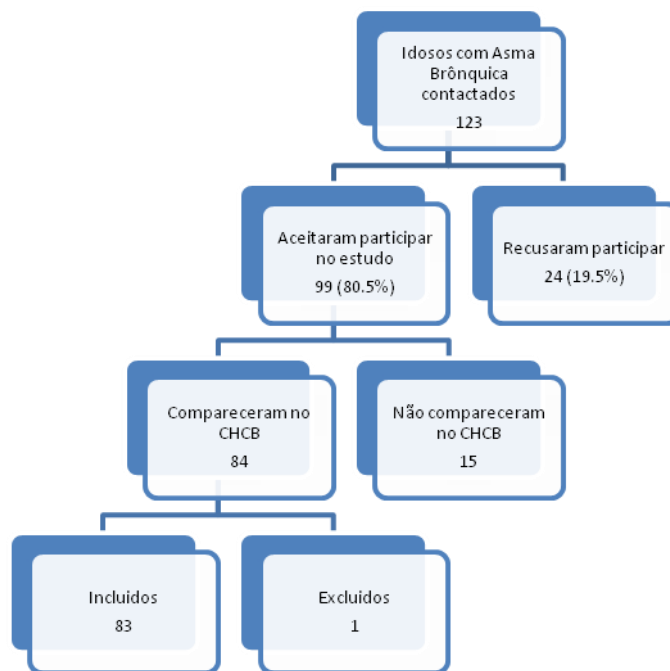 Idosos com Asma
Brônquica
contactados
123
Aceitaram participar
no estudo
99 (80.5%)
Recusaram participar
24 (19.5%)
Compareceram no
CHCB
84
Não compareceram
no CHCB
15
Incluidos
83
Excluidos
1